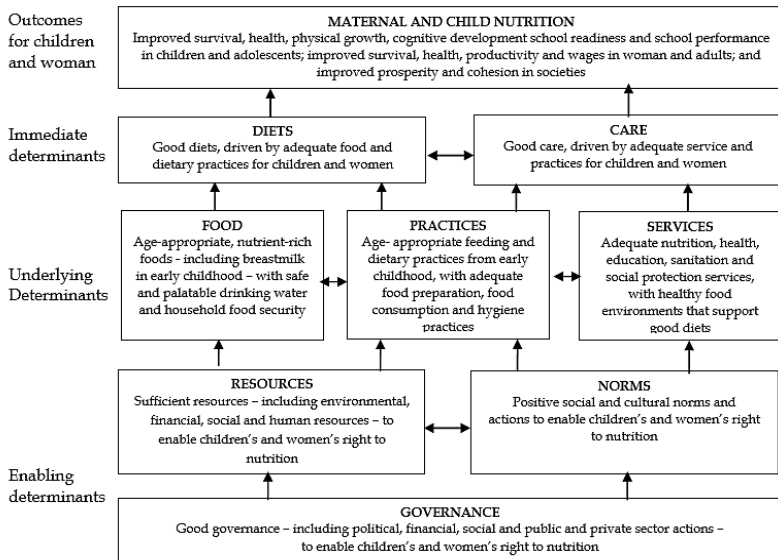 Outcomes
for children
and woman
MATERNAL AND CHILD NUTRITION
Improved survival, health, physical growth, cognitive development school readiness and school performance
in children and adolescents; improved survival, health, productivity and wages in woman and adults; and
improved prosperity and cohesion in societies
Immediate
determinants
DIETS
Good diets, driven by adequate food and
dietary practices for children and women
CARE
Good care, driven by adequate service and
practices for children and women
Underlying
Determinants
FOOD
Age-appropriate, nutrient-rich
foods - including breastmilk
in early childhood – with safe
and palatable drinking water
and household food security
PRACTICES
Age- appropriate feeding and
dietary practices from early
childhood, with adequate
food preparation, food
consumption and hygiene
practices
SERVICES
Adequate nutrition, health,
education, sanitation and
social protection services,
with healthy food
environments that support
good diets
Enabling
determinants
RESOURCES
Sufficient resources – including environmental,
financial, social and human resources – to
enable children's and women's right to
nutrition
NORMS
Positive social and cultural norms and
actions to enable children's and women's right
to nutrition
GOVERNANCE
Good governance – including political, financial, social and public and private sector actions –
to enable children's and women's right to nutrition